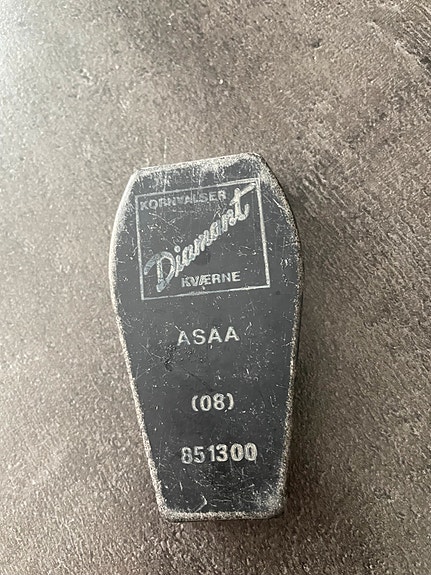 KORNVALSER
Diamant
KVÆRNE
ASAA
(08)
851300